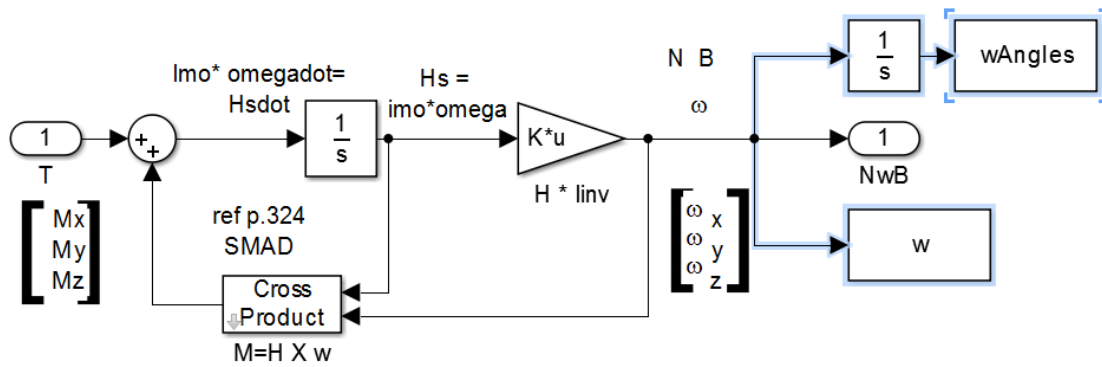 Imo* omegadot=
Hsdot
Hs =
imo*omega
N B
ω
1
s
wAngles
1
T
+
+
1
s
K*u
H * Iinv
1
NwB
Mx
My
Mz
ref p.324
SMAD
Cross
Product
M=H X w
ω x
ω y
ω z
w